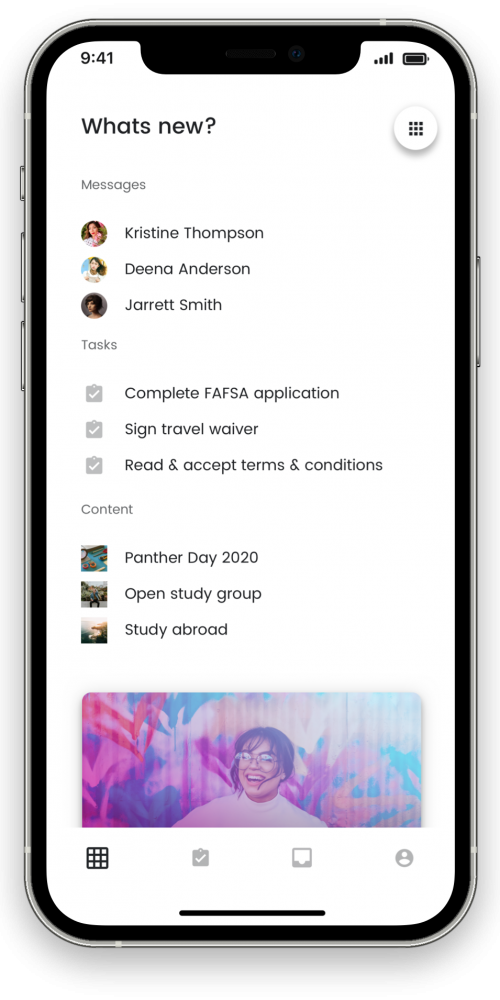 9:41
Whats new?
Messages
Kristine Thompson
Deena Anderson
Jarrett Smith
Tasks
Complete FAFSA application
Sign travel waiver
Read & accept terms & conditions
Content
Panther Day 2020
Open study group
Study abroad